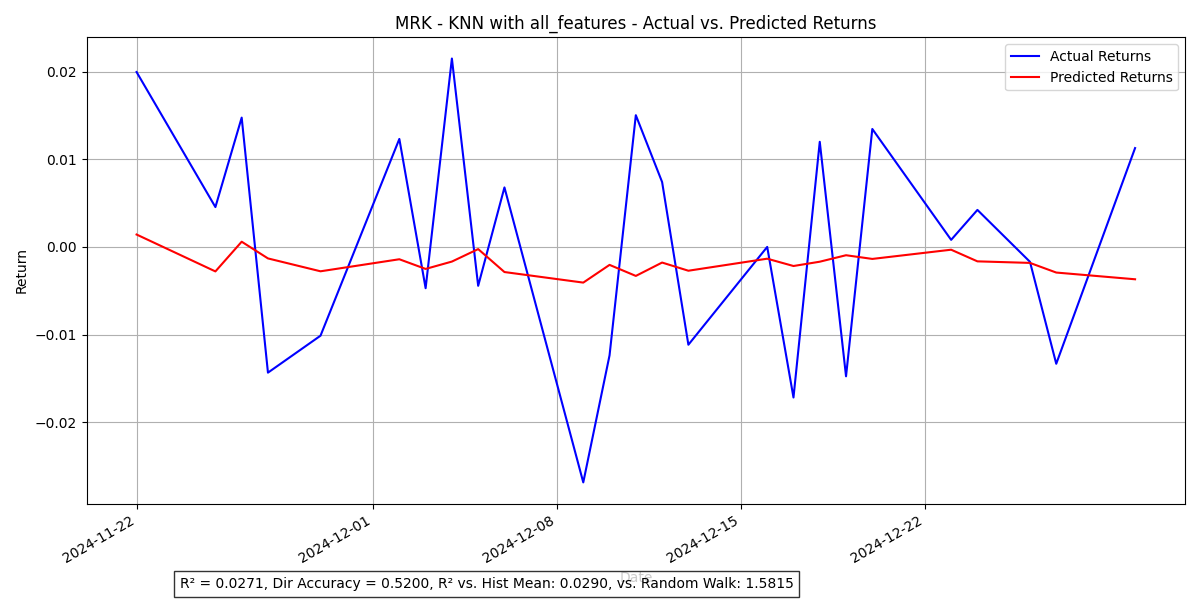 MRK - KNN with all_features - Actual vs. Predicted Returns
Actual Returns
Predicted Returns
Return
0.02
0.01
0.00
−0.01
−0.02
2024-11-22
2024-12-01
2024-12-08
2024-12-15
2024-12-22
Date
R² = 0.0271, Dir Accuracy = 0.5200, R² vs. Hist Mean: 0.0290, vs. Random Walk: 1.5815